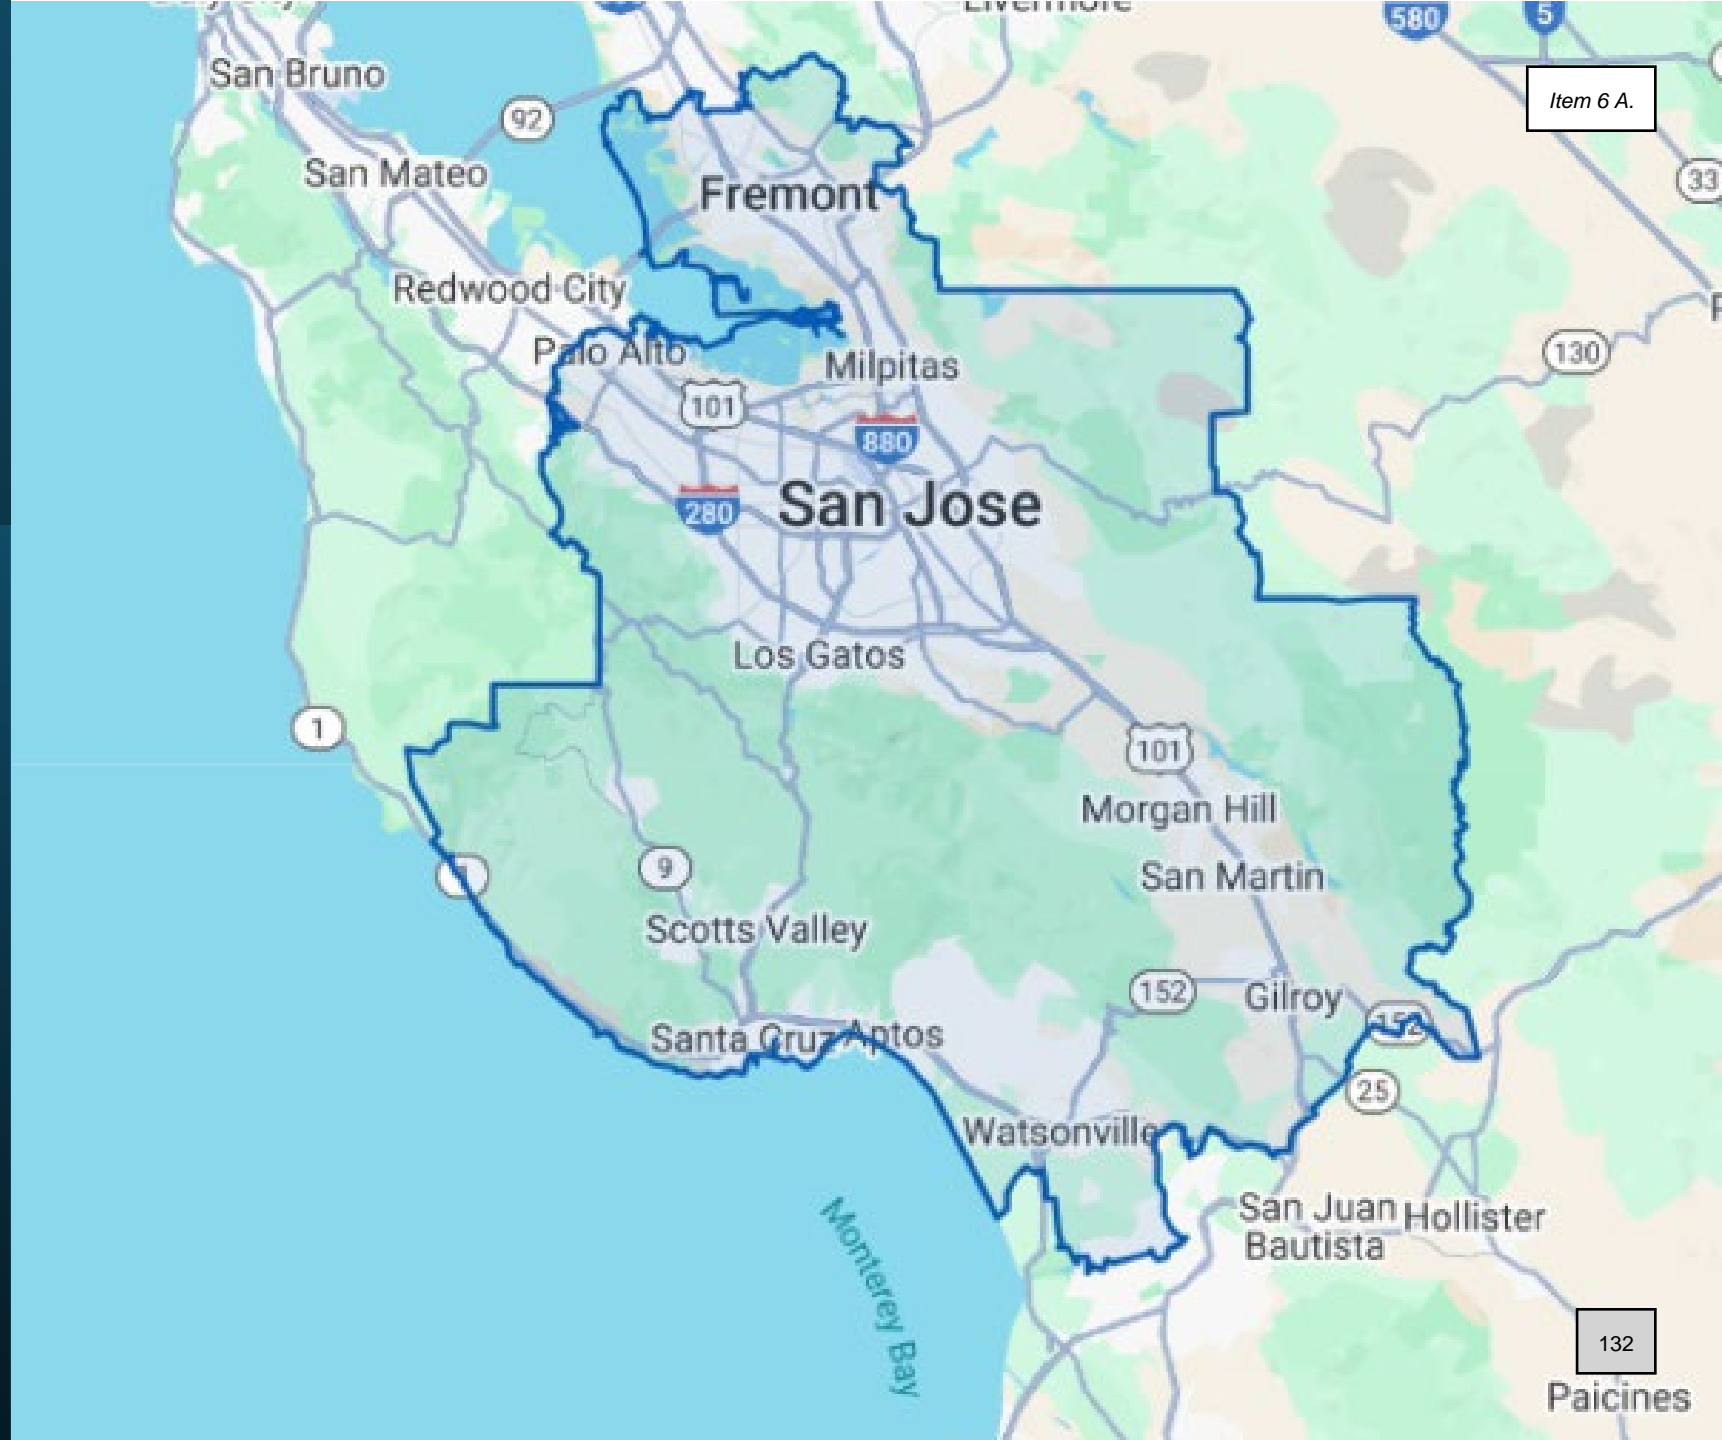 Livermore
580
5
San Bruno
Item 6 A.
92
San Mateo
33
Fremont
Redwood City
Palo Alto
Milpitas
130
101
880
280
San Jose
Los Gatos
1
101
Morgan Hill
9
San Martin
Scotts Valley
152
Gilroy
152
Santa Cruz
Aptos
25
Watsonville
San Juan
Bautista
Hollister
Monterey Bay
132
Paicines